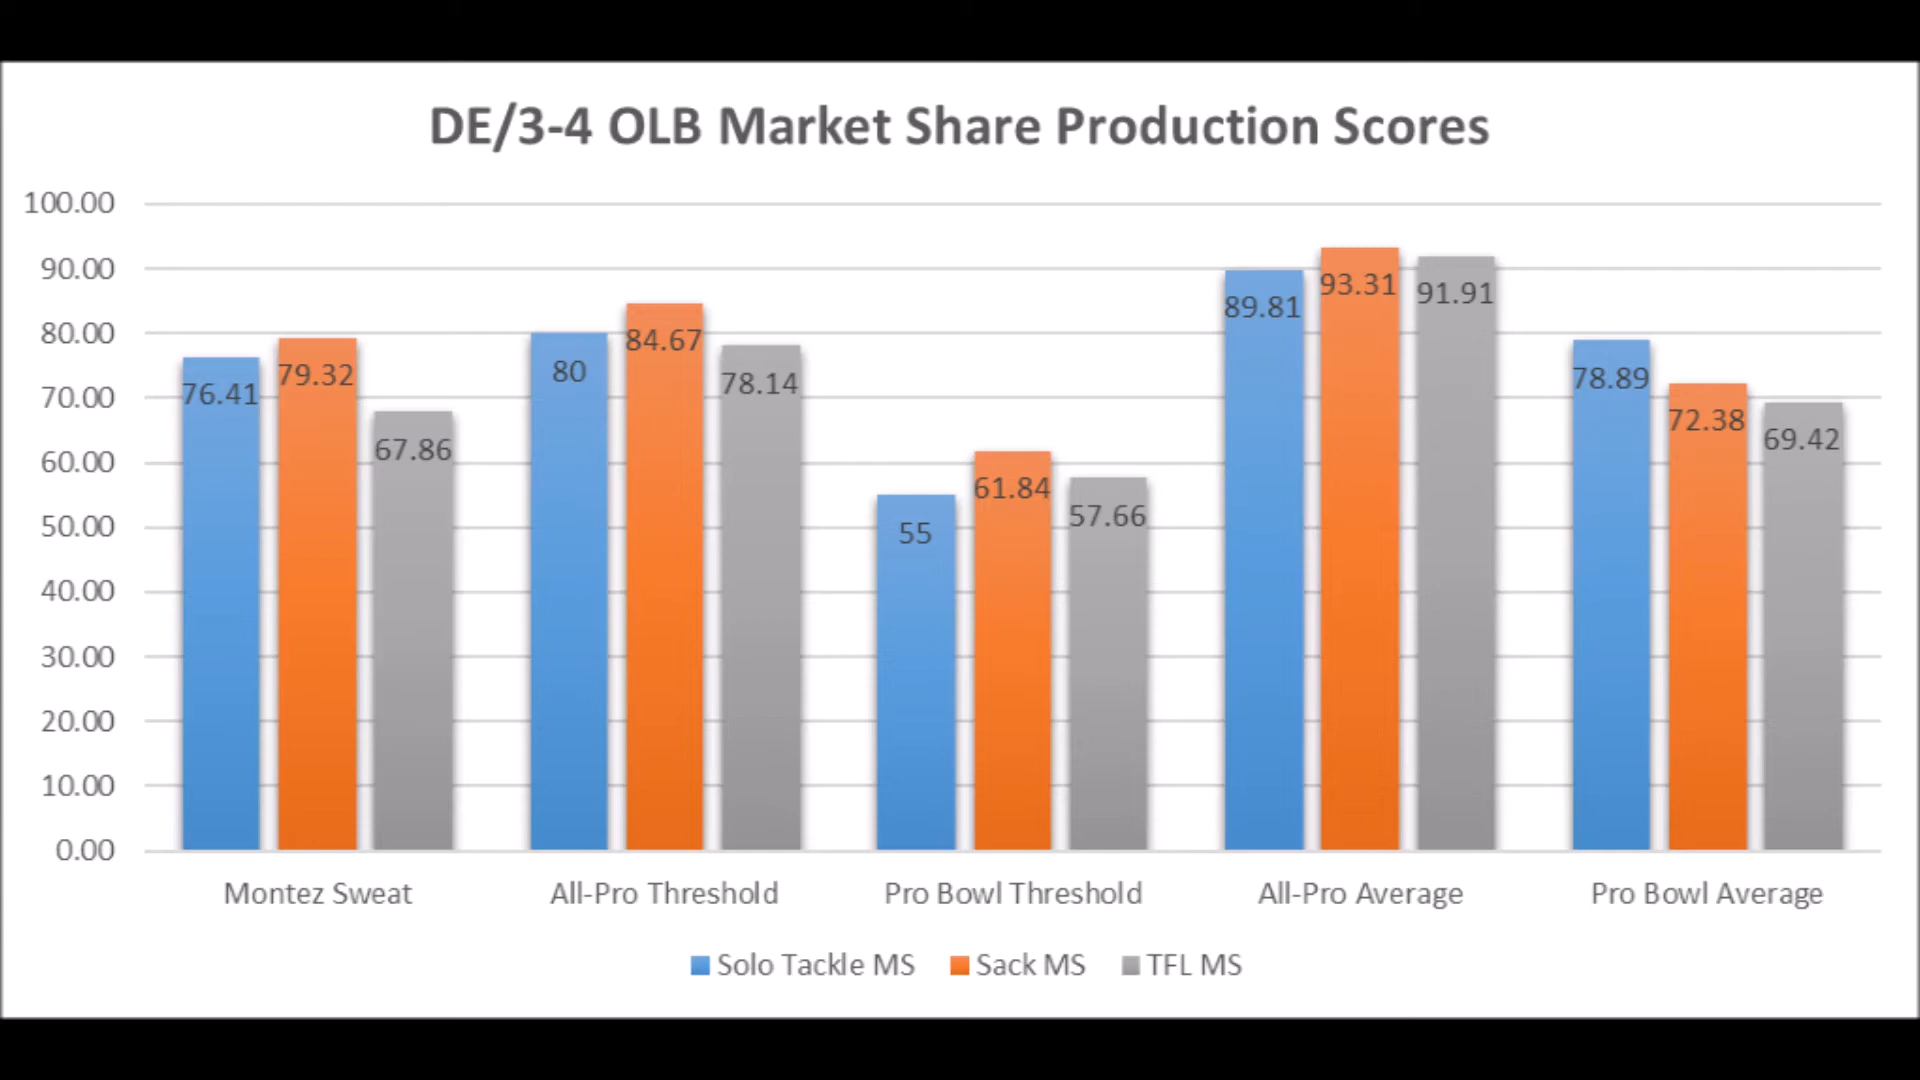 DE/3-4 OLB Market Share Production Scores
100.00
90.00
80.00
70.00
60.00
50.00
40.00
30.00
20.00
10.00
0.00
76.41 79.32 67.86
80 84.67 78.14
55 61.84 57.66
89.81 93.31 91.91
78.89 72.38 69.42
Montez Sweat All-Pro Threshold Pro Bowl Threshold All-Pro Average Pro Bowl Average
Solo Tackle MS Sack MS TFL MS